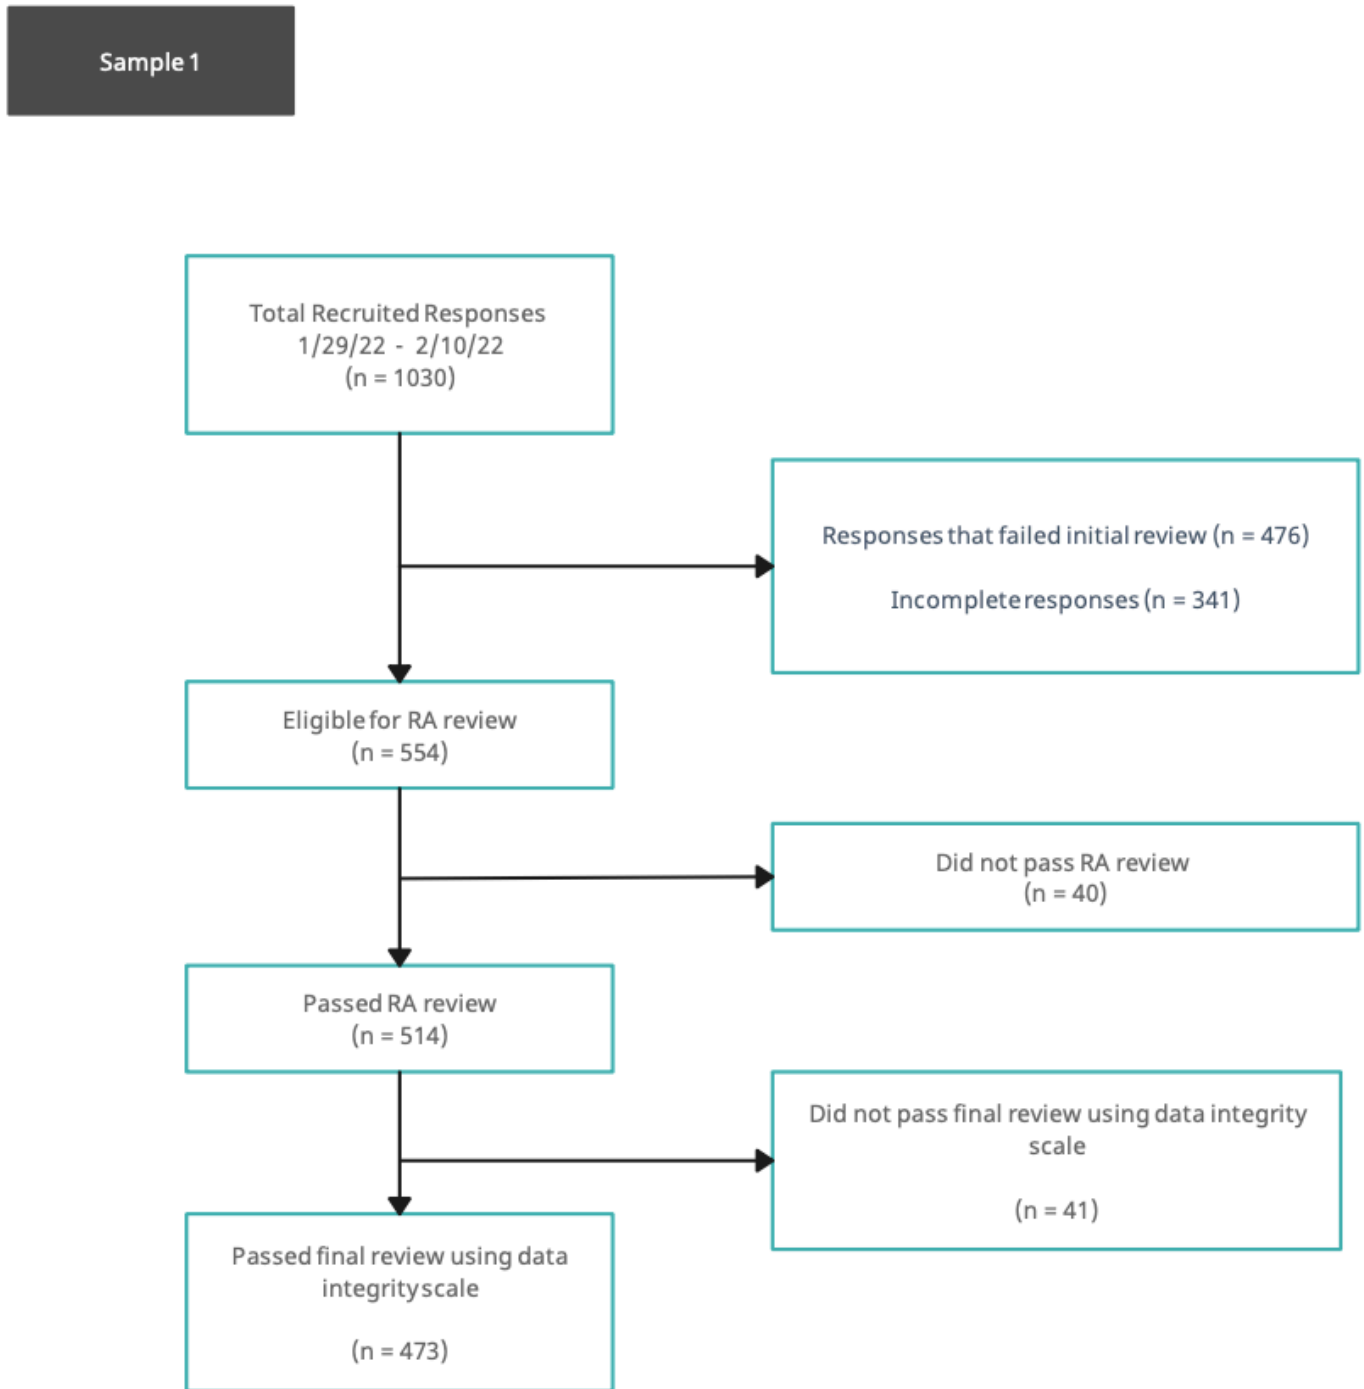 Sample 1
Total Recruited Responses
1/29/22 - 2/10/22
(n = 1030)
Responses that failed initial review (n = 476)
Incomplete responses (n = 341)
Eligible for RA review
(n = 554)
Did not pass RA review
(n = 40)
Passed RA review
(n = 514)
Did not pass final review using data integrity
scale
(n = 41)
Passed final review using data
integrity scale
(n = 473)